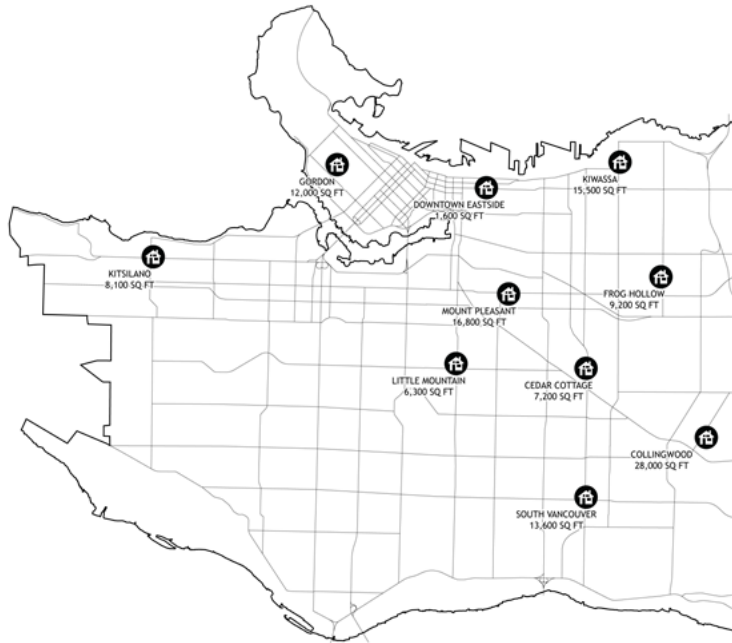 GORDON
12,000 SQ FT
KIWASSA
15,500 SQ FT
DOWNTOWN EASTSIDE
1,600 SQ FT
KITSILANO
8,100 SQ FT
FROG HOLLOW
9,200 SQ FT
MOUNT PLEASANT
16,800 SQ FT
LITTLE MOUNTAIN
6,300 SQ FT
CEDAR COTTAGE
7,200 SQ FT
COLLINGWOOD
28,000 SQ FT
SOUTH VANCOUVER
13,600 SQ FT